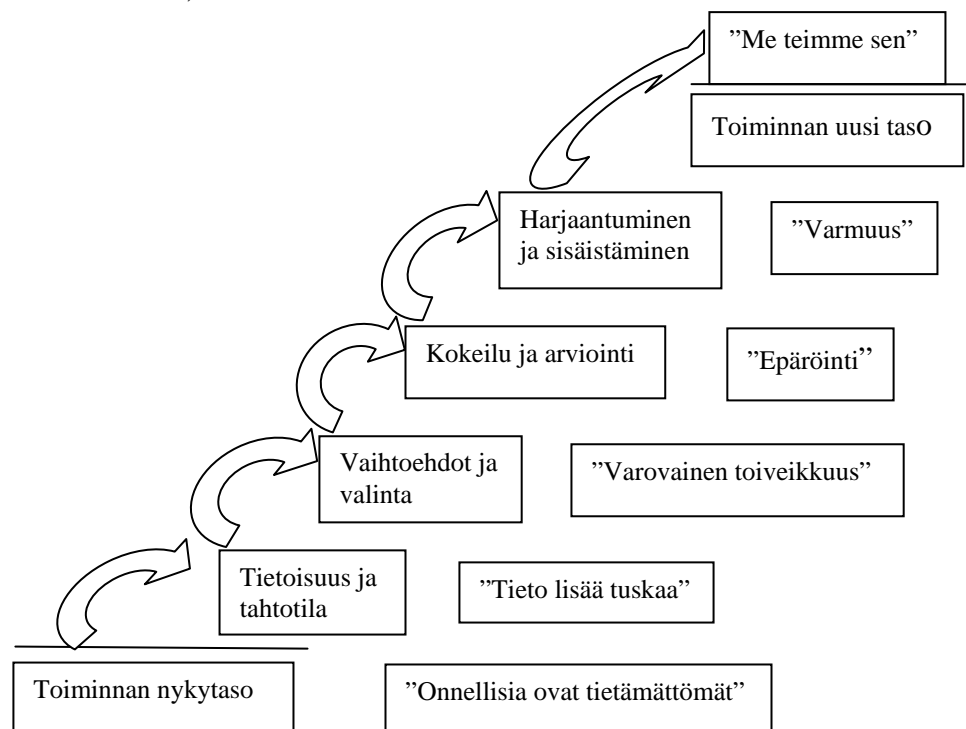 ”Me teimme sen”
Toiminnan uusi taso
Harjaantuminen
ja sisäistäminen
”Varmuus”
Kokeilu ja arviointi
”Epäröinti”
Vaihtoehdot ja
valinta
”Varovainen toiveikkuus”
Tietoisuus ja
tahtotila
”Tieto lisää tuskaa”
Toiminnan nykytaso
”Onnellisia ovat tietämättömät”